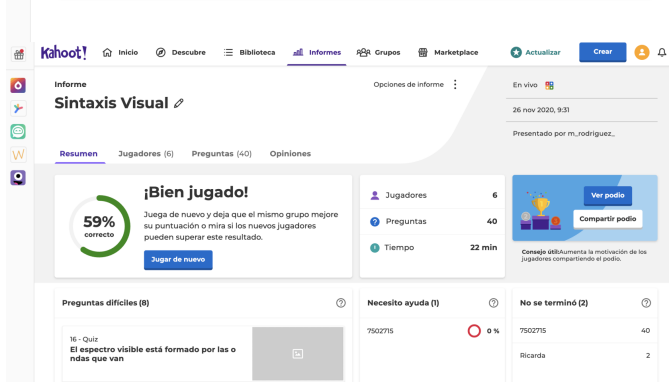 Kahoot!
Inicio
Descubre
Biblioteca
Informes
Grupos
Marketplace
Actualizar
Crear
Informe
Opciones de informe
Sintaxis Visual
En vivo
26 nov 2020, 9:31
Presentado por m_rodriguez_
Resumen
Jugadores (6)
Preguntas (40)
Opiniones
59%
correcto
¡Bien jugado!
Juega de nuevo y deja que el mismo grupo mejore
su puntuación o mira si los nuevos jugadores
pueden superar este resultado.
Jugar de nuevo
Jugadores 6
Preguntas 40
Tiempo 22 min
Ver podio
Compartir podio
Consejo útil:Aumenta la motivación de los
jugadores compartiendo el podio.
Preguntas difíciles (8)
16 - Quiz
El espectro visible está formado por las o
ndas que van
Necesito ayuda (1)
7502715 0 %
No se terminó (2)
7502715 40
Ricarda 2